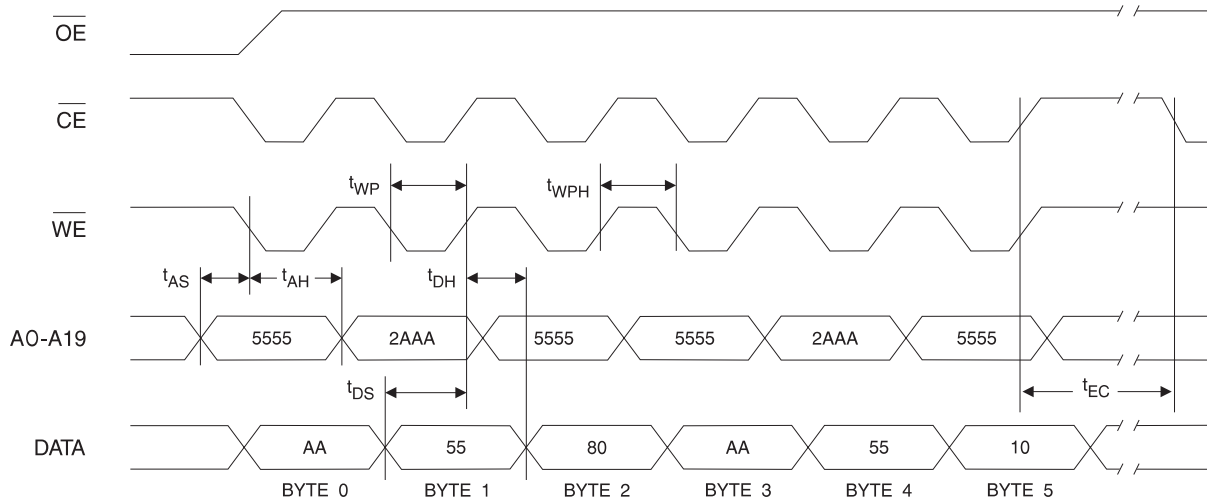 OE
CE
tWP
tWPH
WE
tAS
tAH
tDH
A0-A19
5555
2AAA
5555
5555
2AAA
5555
tDS
tEC
DATA
AA
55
80
AA
55
10
BYTE 0
BYTE 1
BYTE 2
BYTE 3
BYTE 4
BYTE 5